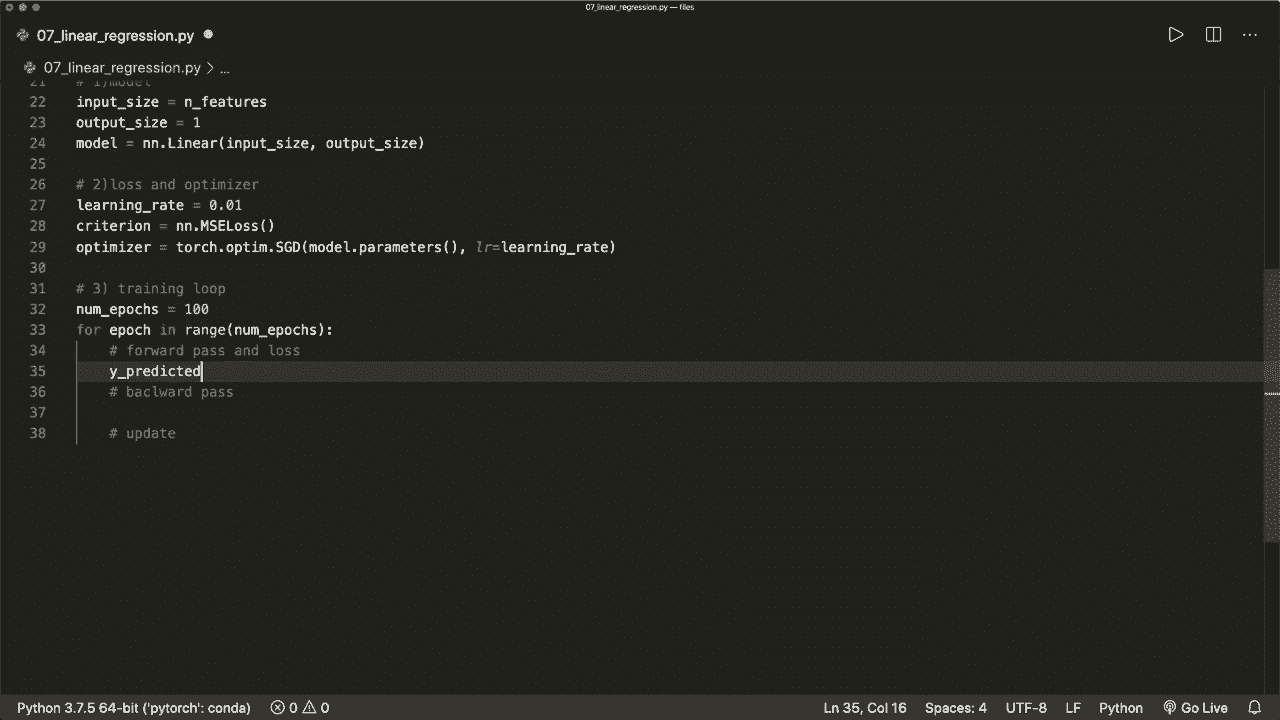 07_linear_regression.py — files
07_linear_regression.py
07_linear_regression.py > ...
21 # 1)model
22 input_size = n_features
23 output_size = 1
24 model = nn.Linear(input_size, output_size)
25
26 # 2)loss and optimizer
27 learning_rate = 0.01
28 criterion = nn.MSELoss()
29 optimizer = torch.optim.SGD(model.parameters(), lr=learning_rate)
30
31 # 3) training loop
32 num_epochs = 100
33 for epoch in range(num_epochs):
34 # forward pass and loss
35 y_predicted
36 # baclward pass
37
38 # update
Python 3.7.5 64-bit ('pytorch': conda) 0 0 Ln 35, Col 16 Spaces: 4 UTF-8 LF Python Go Live